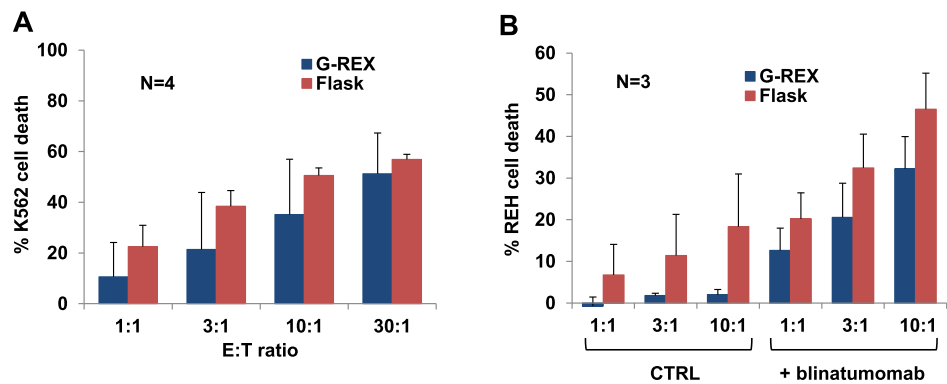 A
% K562 cell death
100
80
60
40
20
0
N=4
G-REX
Flask
1:1 3:1 10:1 30:1
E:T ratio
B
% REH cell death
60
50
40
30
20
10
0
N=3
G-REX
Flask
1:1 3:1 10:1 1:1 3:1 10:1
CTRL + blinatumomab